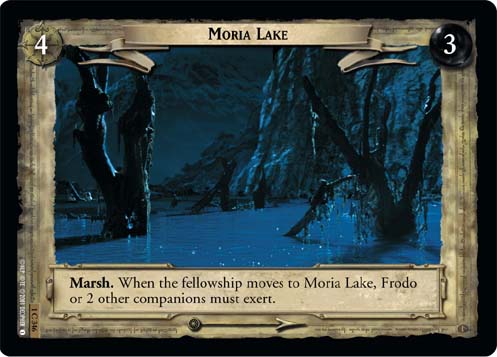 Moria Lake
4
3
Marsh. When the fellowship moves to Moria Lake, Frodo
or 2 other companions must exert.
1 C 346